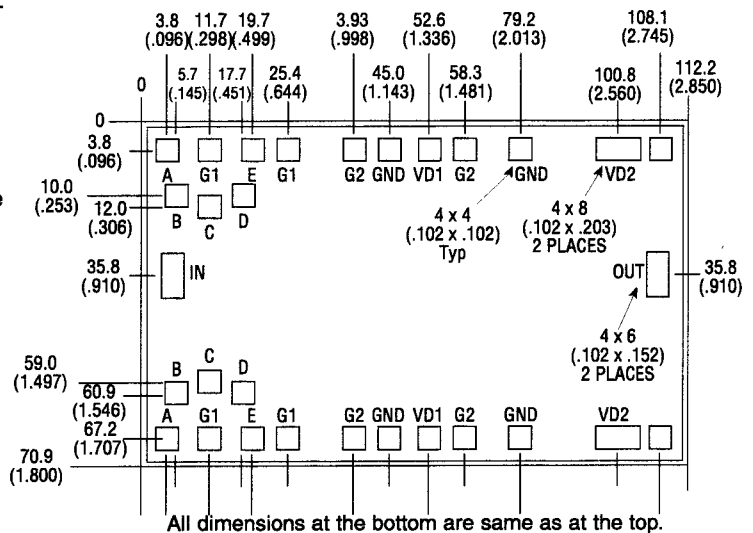 3.8 11.7 19.7 3.93 52.6 79.2 108.1
(.096) (.298) (.499) (.998) (1.336) (2.013) (2.745)
0 5.7 17.7 25.4 45.0 58.3 100.8 112.2
(.145) (.451) (.644) (1.143) (1.481) (2.560) (2.850)
0
3.8
(.096)
A G1 E G1 G2 GND VD1 G2 GND VD2
10.0
(.253)
12.0
(.306)
B C D
4 x 4
(.102 x .102)
Typ
4 x 8
(.102 x .203)
2 PLACES
35.8
(.910)
IN
OUT
35.8
(.910)
4 x 6
(.102 x .152)
2 PLACES
59.0
(1.497)
B C D
60.9
(1.546)
A G1 E G1 G2 GND VD1 G2 GND VD2
67.2
(1.707)
70.9
(1.800)
All dimensions at the bottom are same as at the top.